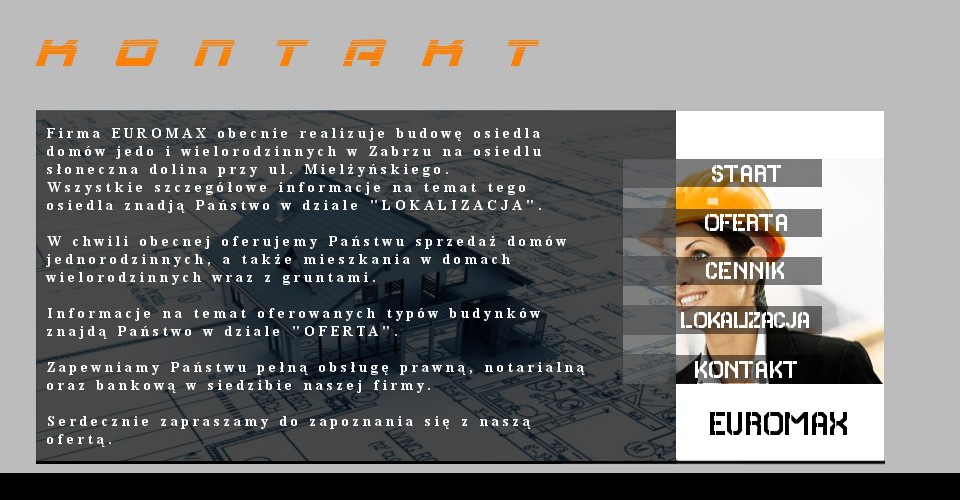 KONTAKT
Firma EUROMAX obecnie realizuje budowę osiedla
domów jedo i wielorodzinnych w Zabrzu na osiedlu
słoneczna dolina przy ul. Mielżyńskiego.
Wszystkie szczegółowe informacje na temat tego
osiedla znadją Państwo w dziale "LOKALIZACJA".
W chwili obecnej oferujemy Państwu sprzedaż domów
jednorodzinnych, a także mieszkania w domach
wielorodzinnych wraz z gruntami.
Informacje na temat oferowanych typów budynków
znajdą Państwo w dziale "OFERTA".
Zapewniamy Państwu pełną obsługę prawną, notarialną
oraz bankową w siedzibie naszej firmy.
Serdecznie zapraszamy do zapoznania się z naszą
ofertą.
START
OFERTA
CENNIK
LOKALIZACJA
KONTAKT
EUROMAX